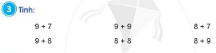 3 Tính:
9 + 7 9 + 9 8 + 7
9 + 8 8 + 8 8 + 9